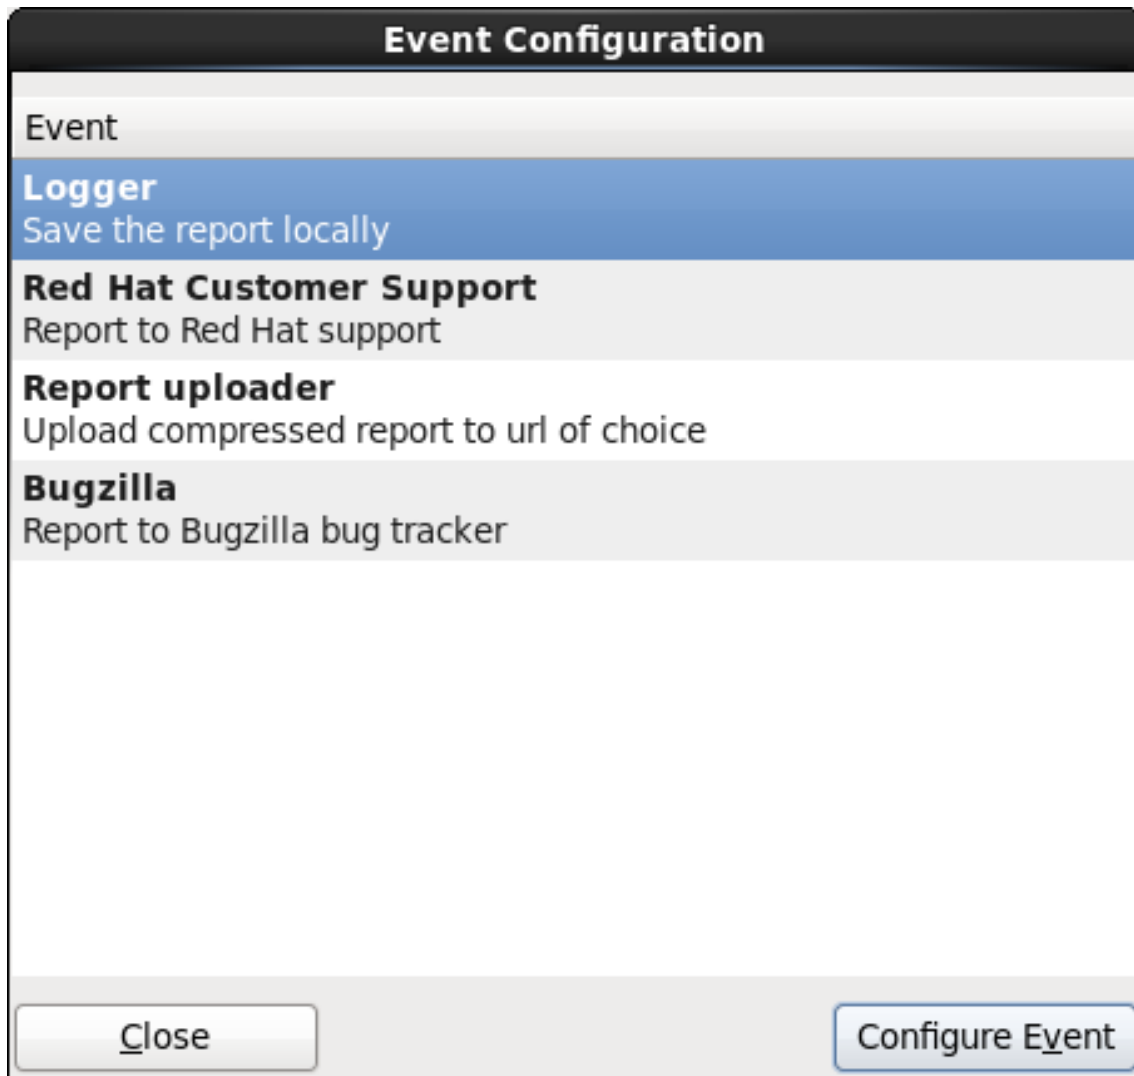 Event Configuration
Event
Logger
Save the report locally
Red Hat Customer Support
Report to Red Hat support
Report uploader
Upload compressed report to url of choice
Bugzilla
Report to Bugzilla bug tracker
Close
Configure Event